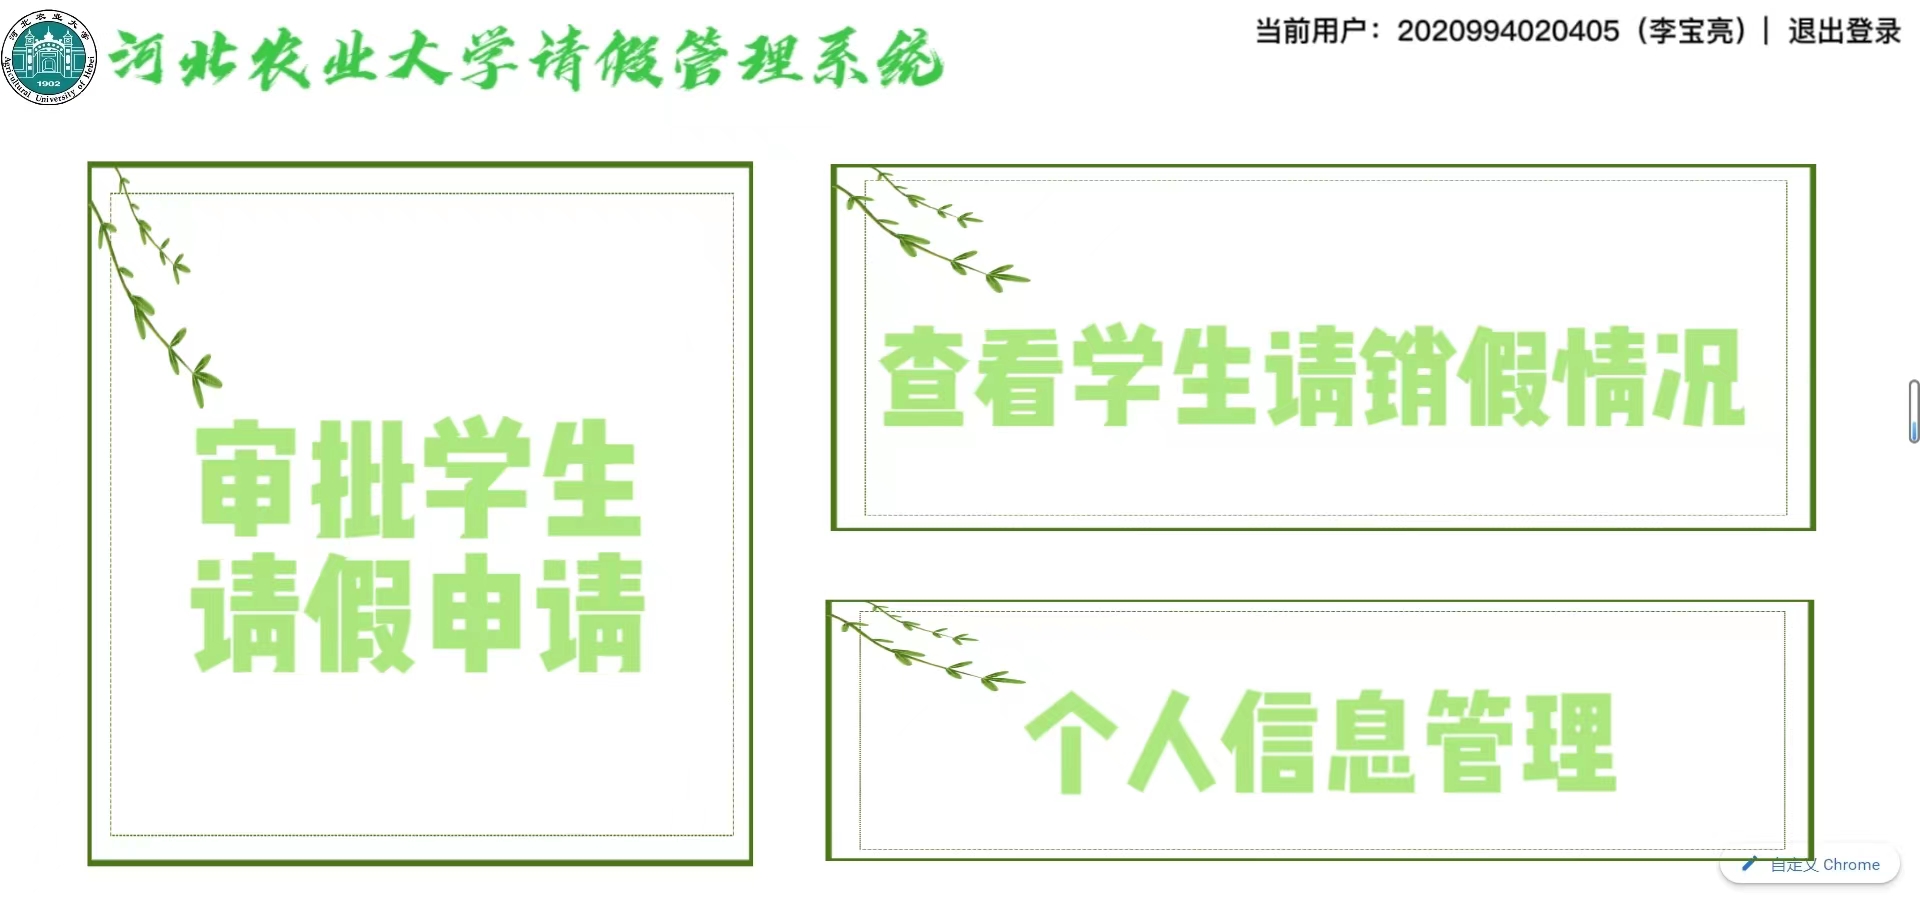 河北农业大学
Agricultural University of Hebei
1902
河北农业大学请假管理系统
当前用户：2020994020405（李宝亮）| 退出登录
审批学生
请假申请
查看学生请销假情况
个人信息管理
自定义 Chrome